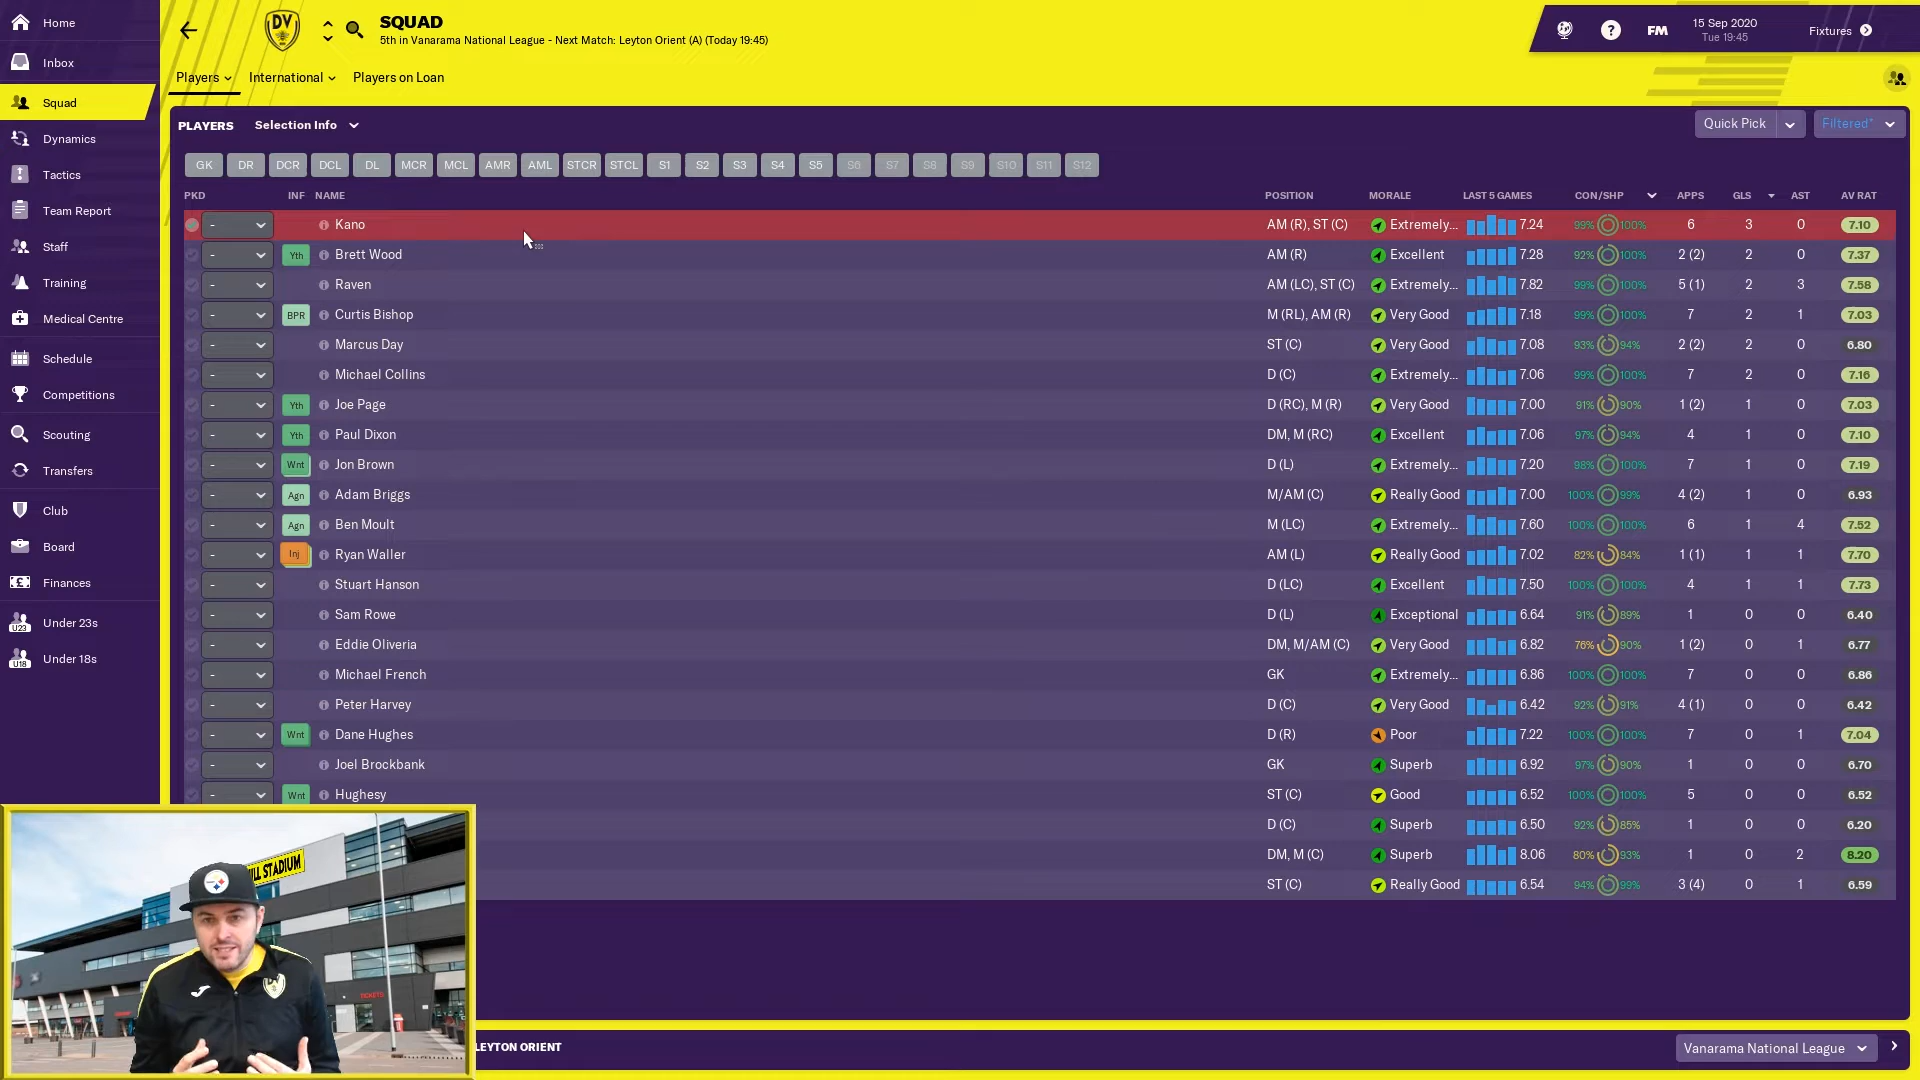 Home
Inbox
Squad
Dynamics
Tactics
Team Report
Staff
Training
Medical Centre
Schedule
Competitions
Scouting
Transfers
Club
Board
Finances
U23 Under 23s
U18 Under 18s
DV
SQUAD
5th in Vanarama National League - Next Match: Leyton Orient (A) (Today 19:45)
? FM 15 Sep 2020 Fixtures
Tue 19:45
Players International Players on Loan
PLAYERS Selection Info Quick Pick Filtered*
GK DR DCR DCL DL MCR MCL AMR AML STCR STCL S1 S2 S3 S4 S5 S6 S7 S8 S9 S10 S11 S12
PKD INF NAME POSITION MORALE LAST 5 GAMES CON/SHP APPS GLS AST AV RAT
- Kano AM (R), ST (C) Extremely... 7.24 99% 100% 6 3 0 7.10
- Yth Brett Wood AM (R) Excellent 7.28 92% 100% 2 (2) 2 0 7.37
- Raven AM (LC), ST (C) Extremely... 7.82 99% 100% 5 (1) 2 3 7.58
- BPR Curtis Bishop M (RL), AM (R) Very Good 7.18 99% 100% 7 2 1 7.03
- Marcus Day ST (C) Very Good 7.08 93% 94% 2 (2) 2 0 6.80
- Michael Collins D (C) Extremely... 7.06 99% 100% 7 2 0 7.16
- Yth Joe Page D (RC), M (R) Very Good 7.00 91% 90% 1 (2) 1 0 7.03
- Yth Paul Dixon DM, M (RC) Excellent 7.06 97% 94% 4 1 0 7.10
- Wnt Jon Brown D (L) Extremely... 7.20 98% 100% 7 1 0 7.19
- Agn Adam Briggs M/AM (C) Really Good 7.00 100% 99% 4 (2) 1 0 6.93
- Agn Ben Moult M (LC) Extremely... 7.60 100% 100% 6 1 4 7.52
- Inj Ryan Waller AM (L) Really Good 7.02 82% 84% 1 (1) 1 1 7.70
- Stuart Hanson D (LC) Excellent 7.50 100% 100% 4 1 1 7.73
- Sam Rowe D (L) Exceptional 6.64 91% 89% 1 0 0 6.40
- Eddie Oliveria DM, M/AM (C) Very Good 6.82 76% 90% 1 (2) 0 1 6.77
- Michael French GK Extremely... 6.86 100% 100% 7 0 0 6.86
- Peter Harvey D (C) Very Good 6.42 92% 91% 4 (1) 0 0 6.42
- Wnt Dane Hughes D (R) Poor 7.22 100% 100% 7 0 1 7.04
- Joel Brockbank GK Superb 6.92 97% 90% 1 0 0 6.70
- Wnt Hughesy ST (C) Good 6.52 100% 100% 5 0 0 6.52
D (C) Superb 6.50 92% 85% 1 0 0 6.20
DM, M (C) Superb 8.06 80% 93% 1 0 2 8.20
ST (C) Really Good 6.54 94% 99% 3 (4) 0 1 6.59
STADIUM
TICKETS
LEYTON ORIENT Vanarama National League